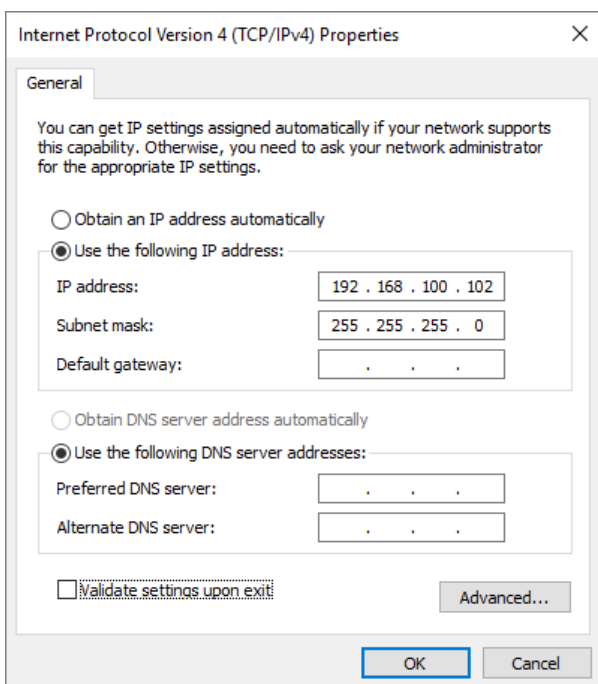 Internet Protocol Version 4 (TCP/IPv4) Properties
General
You can get IP settings assigned automatically if your network supports
this capability. Otherwise, you need to ask your network administrator
for the appropriate IP settings.
Obtain an IP address automatically
Use the following IP address:
IP address: 192 . 168 . 100 . 102
Subnet mask: 255 . 255 . 255 . 0
Default gateway: . . .
Obtain DNS server address automatically
Use the following DNS server addresses:
Preferred DNS server: . . .
Alternate DNS server: . . .
Validate settings upon exit
Advanced...
OK Cancel